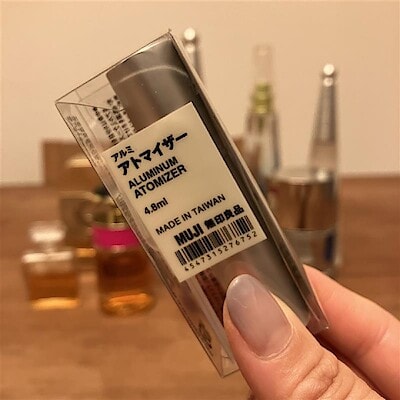 アルミ
アトマイザー
ALUMINUM
ATOMIZER
4.8ml
MADE IN TAIWAN
MUJI 無印良品
4547315276752